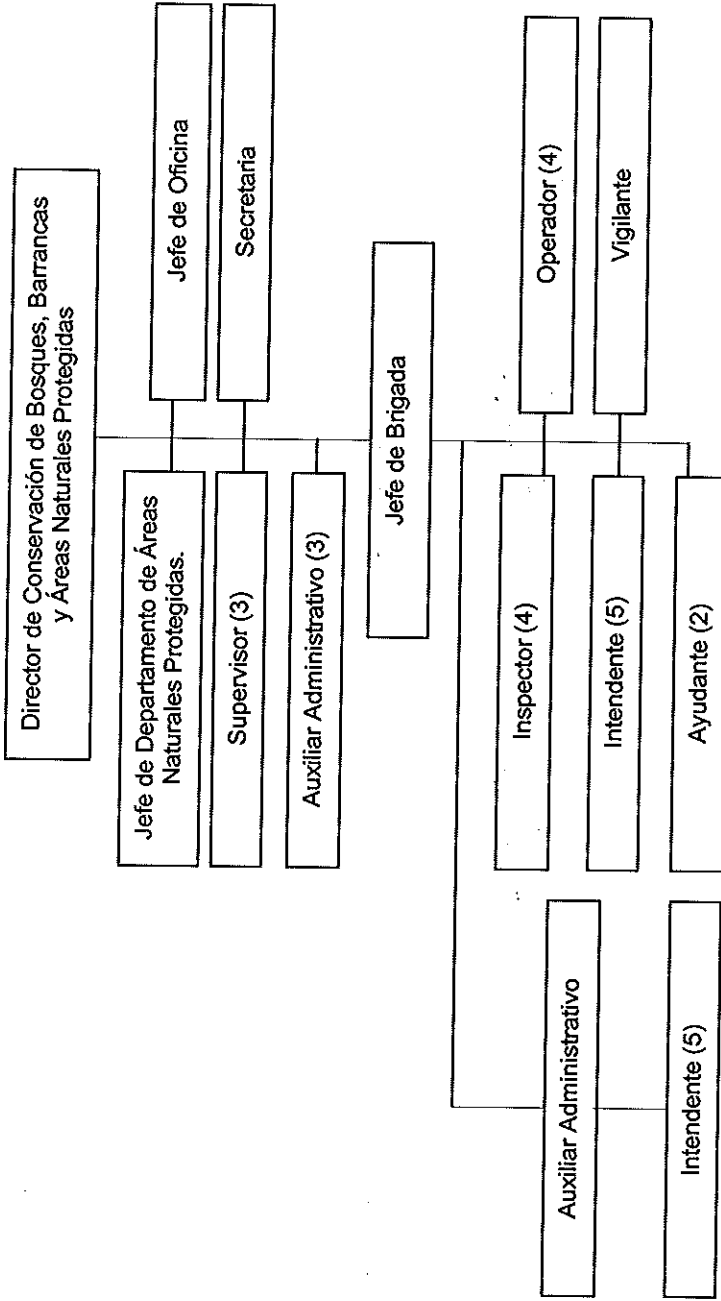 Director de Conservación de Bosques, Barrancas
y Áreas Naturales Protegidas
Jefe de Departamento de Áreas
Naturales Protegidas.
Jefe de Oficina
Supervisor (3)
Secretaria
Auxiliar Administrativo (3)
Jefe de Brigada
Inspector (4)
Operador (4)
Auxiliar Administrativo
Intendente (5)
Vigilante
Intendente (5)
Ayudante (2)